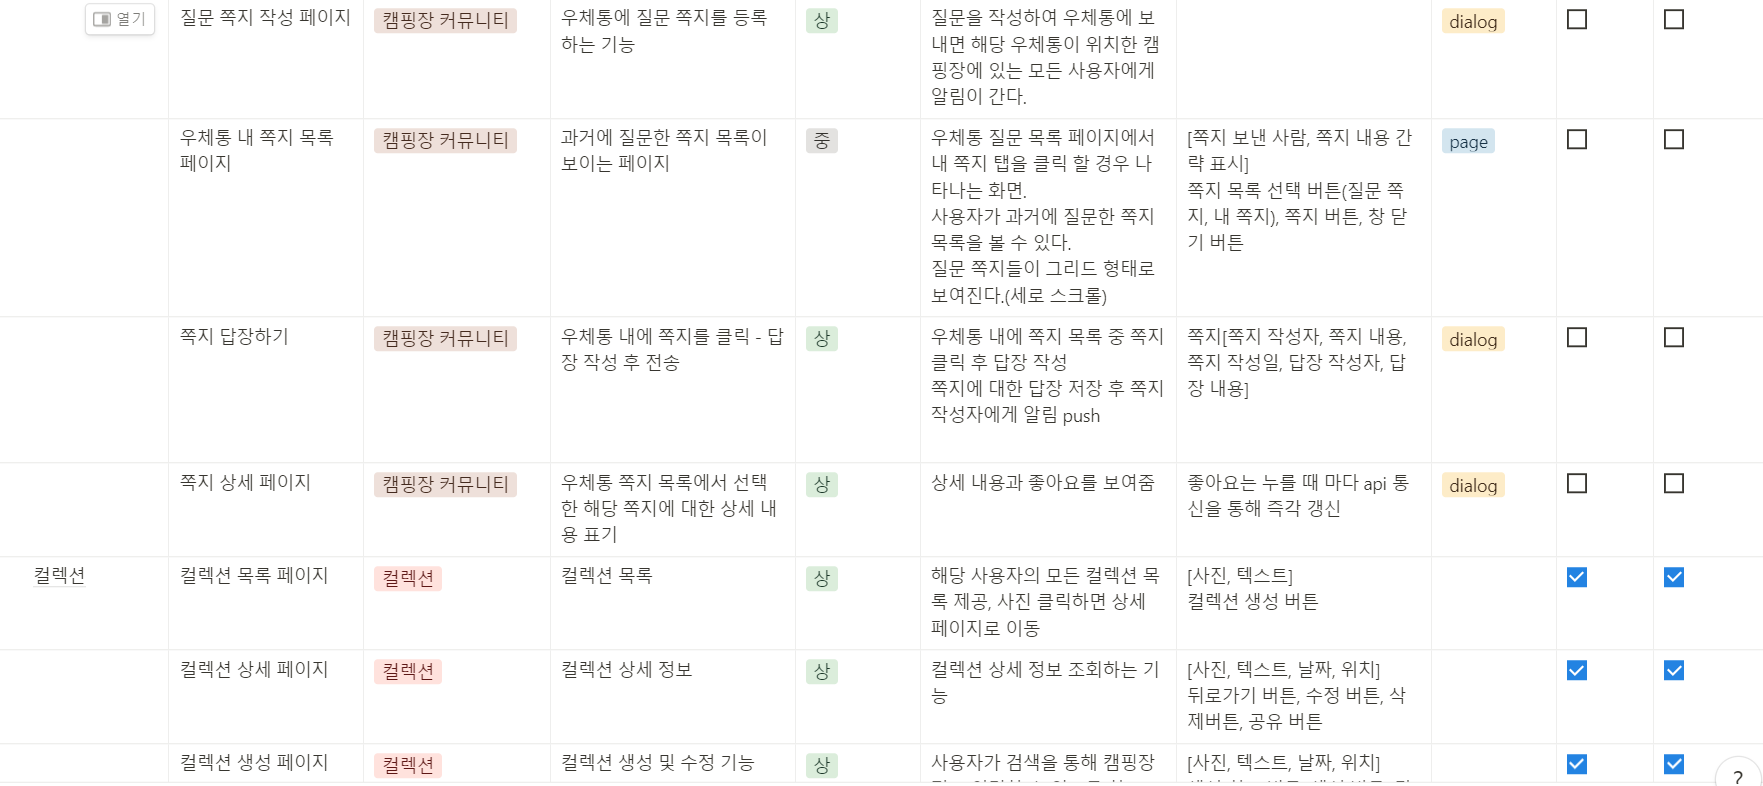 열기
질문 쪽지 작성 페이지
캠핑장 커뮤니티
우체통에 질문 쪽지를 등록
하는 기능
상
질문을 작성하여 우체통에 보
내면 해당 우체통이 위치한 캠
핑장에 있는 모든 사용자에게
알림이 간다.
dialog
우체통 내 쪽지 목록
페이지
캠핑장 커뮤니티
과거에 질문한 쪽지 목록이
보이는 페이지
중
우체통 질문 목록 페이지에서
내 쪽지 탭을 클릭 할 경우 나
타나는 화면.
사용자가 과거에 질문한 쪽지
목록을 볼 수 있다.
질문 쪽지들이 그리드 형태로
보여진다.(세로 스크롤)
[쪽지 보낸 사람, 쪽지 내용 간
략 표시]
쪽지 목록 선택 버튼(질문 쪽
지, 내 쪽지), 쪽지 버튼, 창 닫
기 버튼
page
쪽지 답장하기
캠핑장 커뮤니티
우체통 내에 쪽지를 클릭 - 답
장 작성 후 전송
상
우체통 내에 쪽지 목록 중 쪽지
클릭 후 답장 작성
쪽지에 대한 답장 저장 후 쪽지
작성자에게 알림 push
쪽지[쪽지 작성자, 쪽지 내용,
쪽지 작성일, 답장 작성자, 답
장 내용]
dialog
쪽지 상세 페이지
캠핑장 커뮤니티
우체통 쪽지 목록에서 선택
한 해당 쪽지에 대한 상세 내
용 표기
상
상세 내용과 좋아요를 보여줌
좋아요는 누를 때 마다 api 통
신을 통해 즉각 갱신
dialog
컬렉션
컬렉션 목록 페이지
컬렉션
컬렉션 목록
상
해당 사용자의 모든 컬렉션 목
록 제공, 사진 클릭하면 상세
페이지로 이동
[사진, 텍스트]
컬렉션 생성 버튼
컬렉션 상세 페이지
컬렉션
컬렉션 상세 정보
상
컬렉션 상세 정보 조회하는 기
능
[사진, 텍스트, 날짜, 위치]
뒤로가기 버튼, 수정 버튼, 삭
제버튼, 공유 버튼
컬렉션 생성 페이지
컬렉션
컬렉션 생성 및 수정 기능
상
사용자가 검색을 통해 캠핑장
[사진, 텍스트, 날짜, 위치]
?